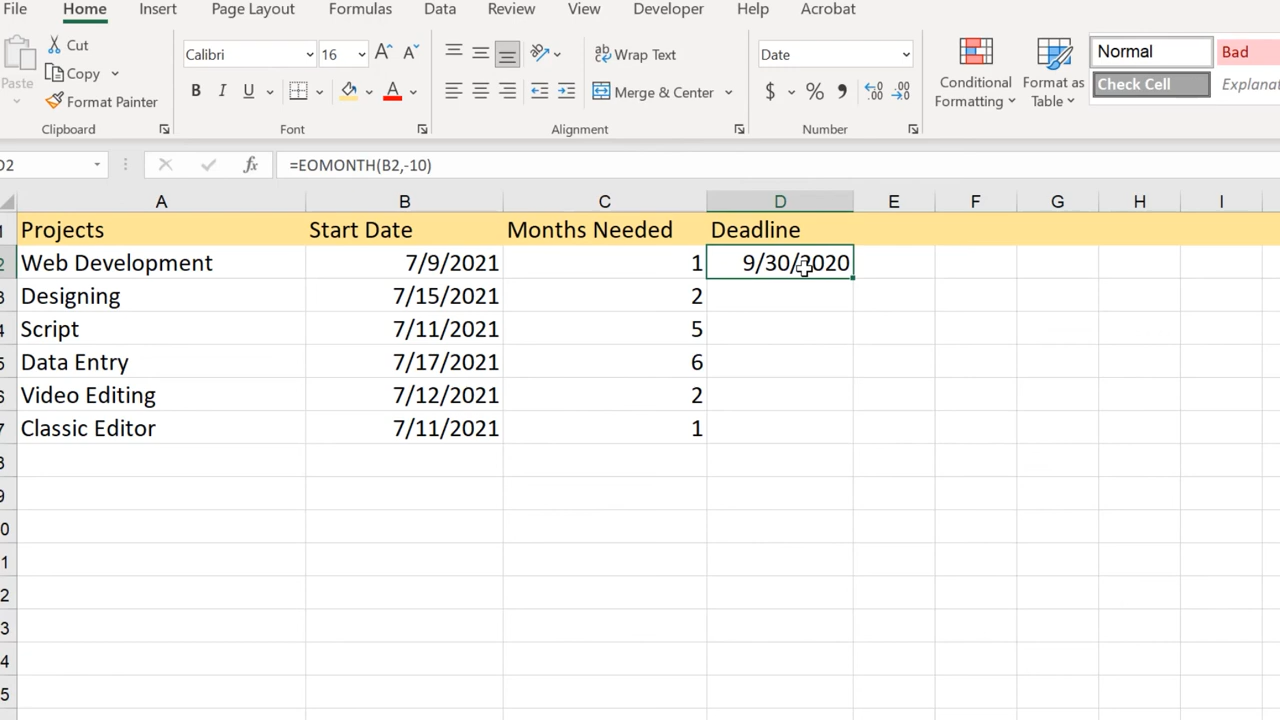 File Home Insert Page Layout Formulas Data Review View Developer Help Acrobat
Cut
Copy
Format Painter
Paste
Clipboard
Calibri 16 A A
B I U A
Font
Wrap Text
Merge & Center
Alignment
Date
$ % 9 .00 .00
Number
Conditional Formatting
Format as Table
Normal Bad
Check Cell
=EOMONTH(B2,-10)
A B C D E F G H I
Projects Start Date Months Needed Deadline
Web Development 7/9/2021 1 9/30/2020
Designing 7/15/2021 2
Script 7/11/2021 5
Data Entry 7/17/2021 6
Video Editing 7/12/2021 2
Classic Editor 7/11/2021 1